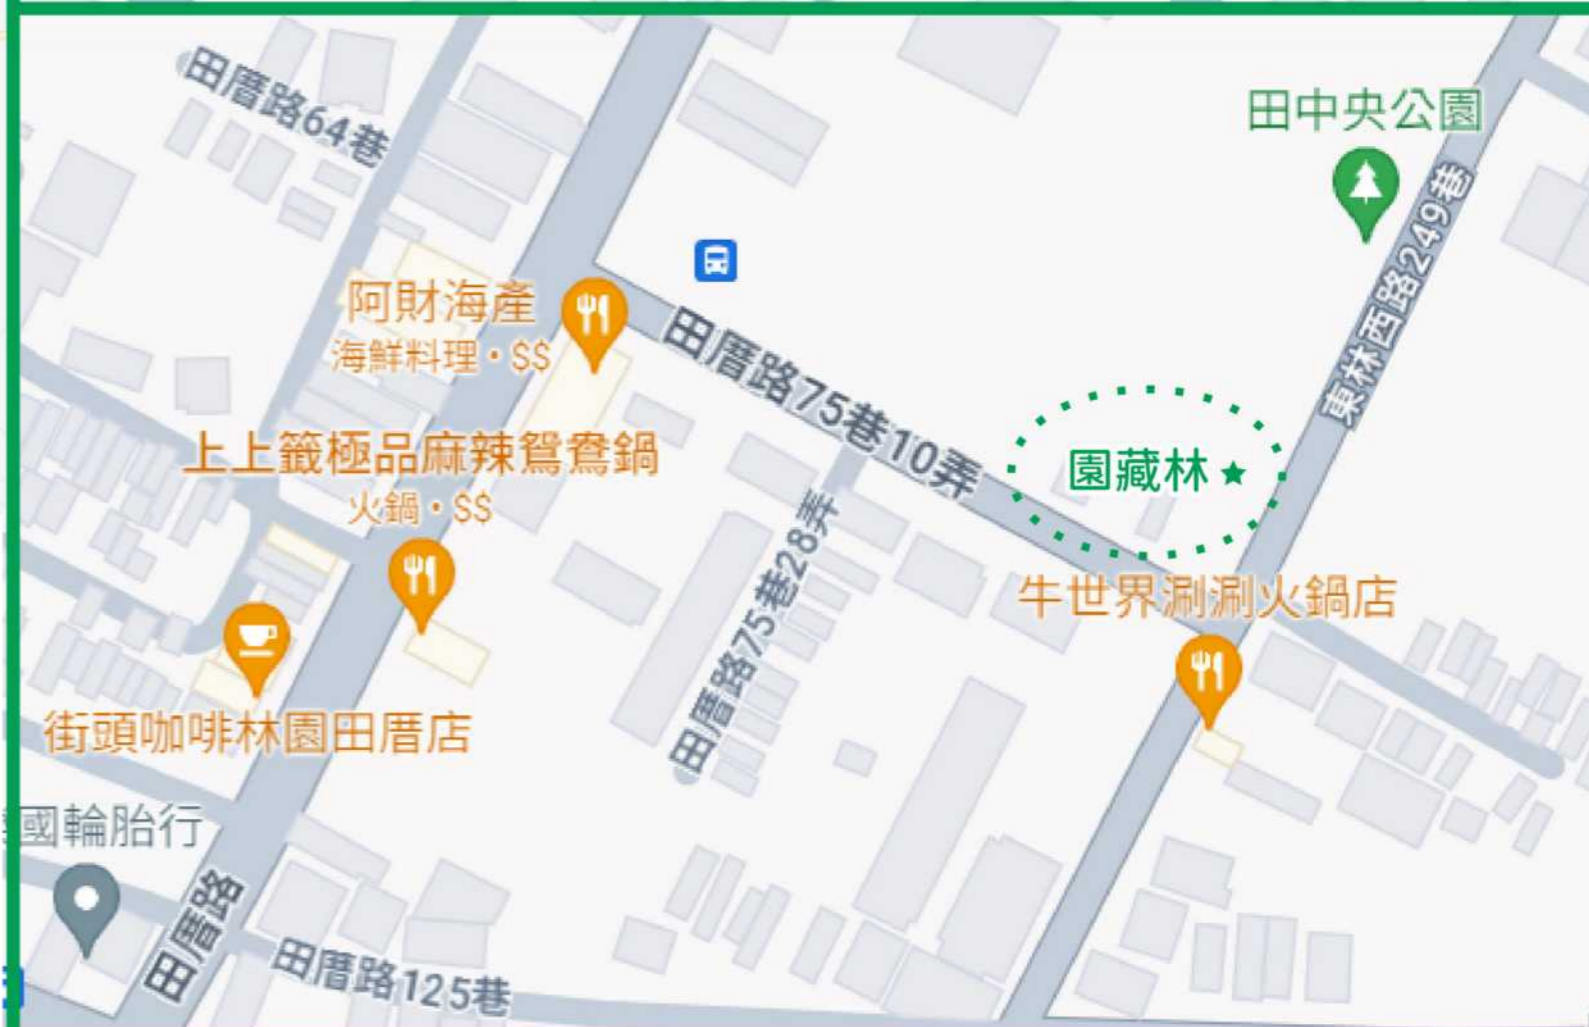 田厝路64巷
田中央公園
東林西路249巷
阿財海產
海鮮料理・$$
田厝路75巷10弄
上上籤極品麻辣鴛鴦鍋
火鍋・$$
園藏林★
田厝路75巷28弄
牛世界涮涮火鍋店
街頭咖啡林園田厝店
國輪胎行
田厝路
田厝路125巷